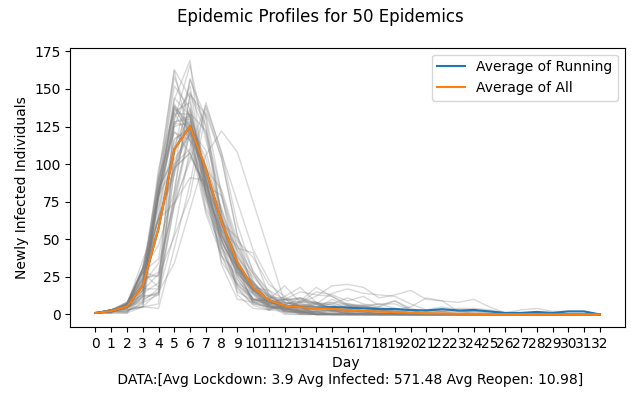 Epidemic Profiles for 50 Epidemics
175
150
125
100
75
50
25
0
Newly Infected Individuals
Average of Running
Average of All
0 1 2 3 4 5 6 7 8 9 10 11 12 13 14 15 16 17 18 19 20 21 22 23 24 25 26 27 28 29 30 31 32
Day
DATA:[Avg Lockdown: 3.9 Avg Infected: 571.48 Avg Reopen: 10.98]